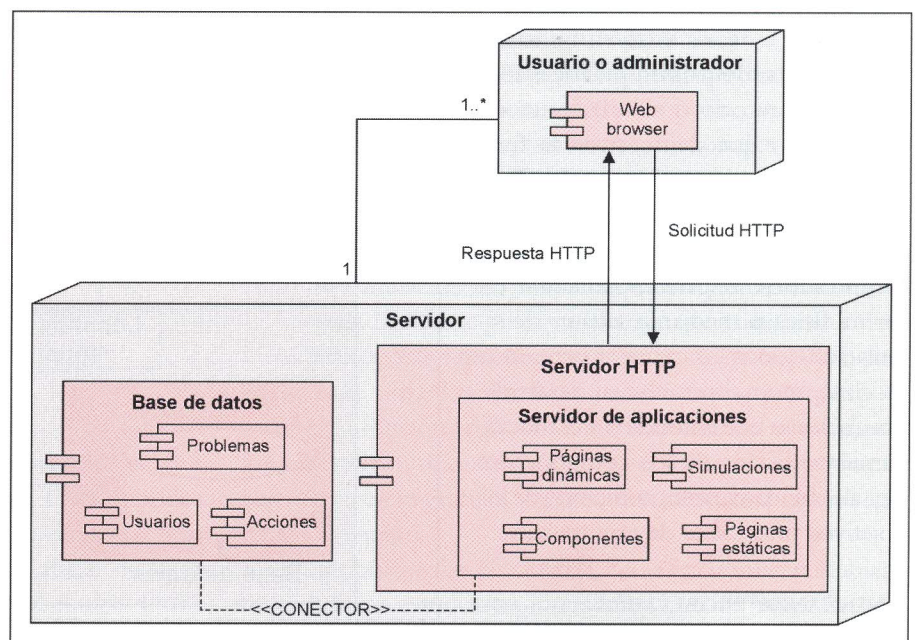 Usuario o administrador
Web
browser
1..*
Solicitud HTTP
Respuesta HTTP
1
Servidor
Servidor HTTP
Base de datos
Servidor de aplicaciones
Problemas
Páginas
dinámicas
Simulaciones
Usuarios
Acciones
Componentes
Páginas
estáticas
<<CONECTOR>>